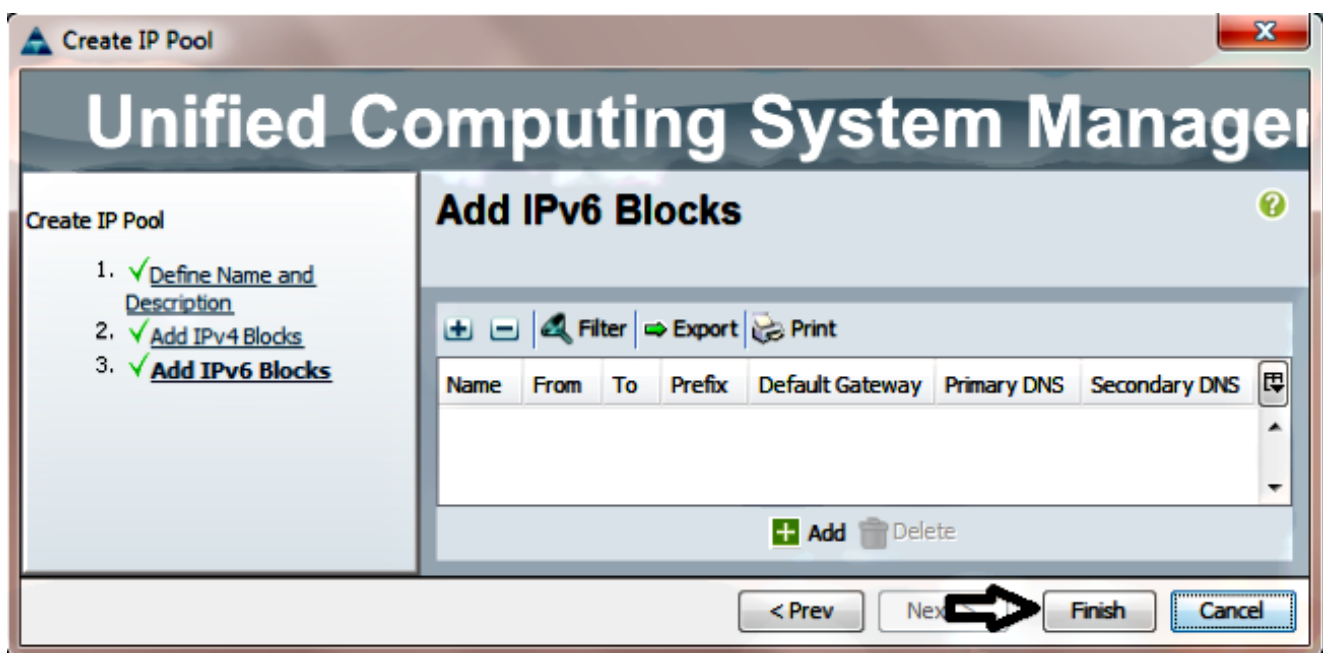 Create IP Pool
Unified Computing System Manager
Create IP Pool
1. Define Name and
Description
2. Add IPv4 Blocks
3. Add IPv6 Blocks
Add IPv6 Blocks
Filter Export Print
Name From To Prefix Default Gateway Primary DNS Secondary DNS
Add Delete
< Prev Finish Cancel